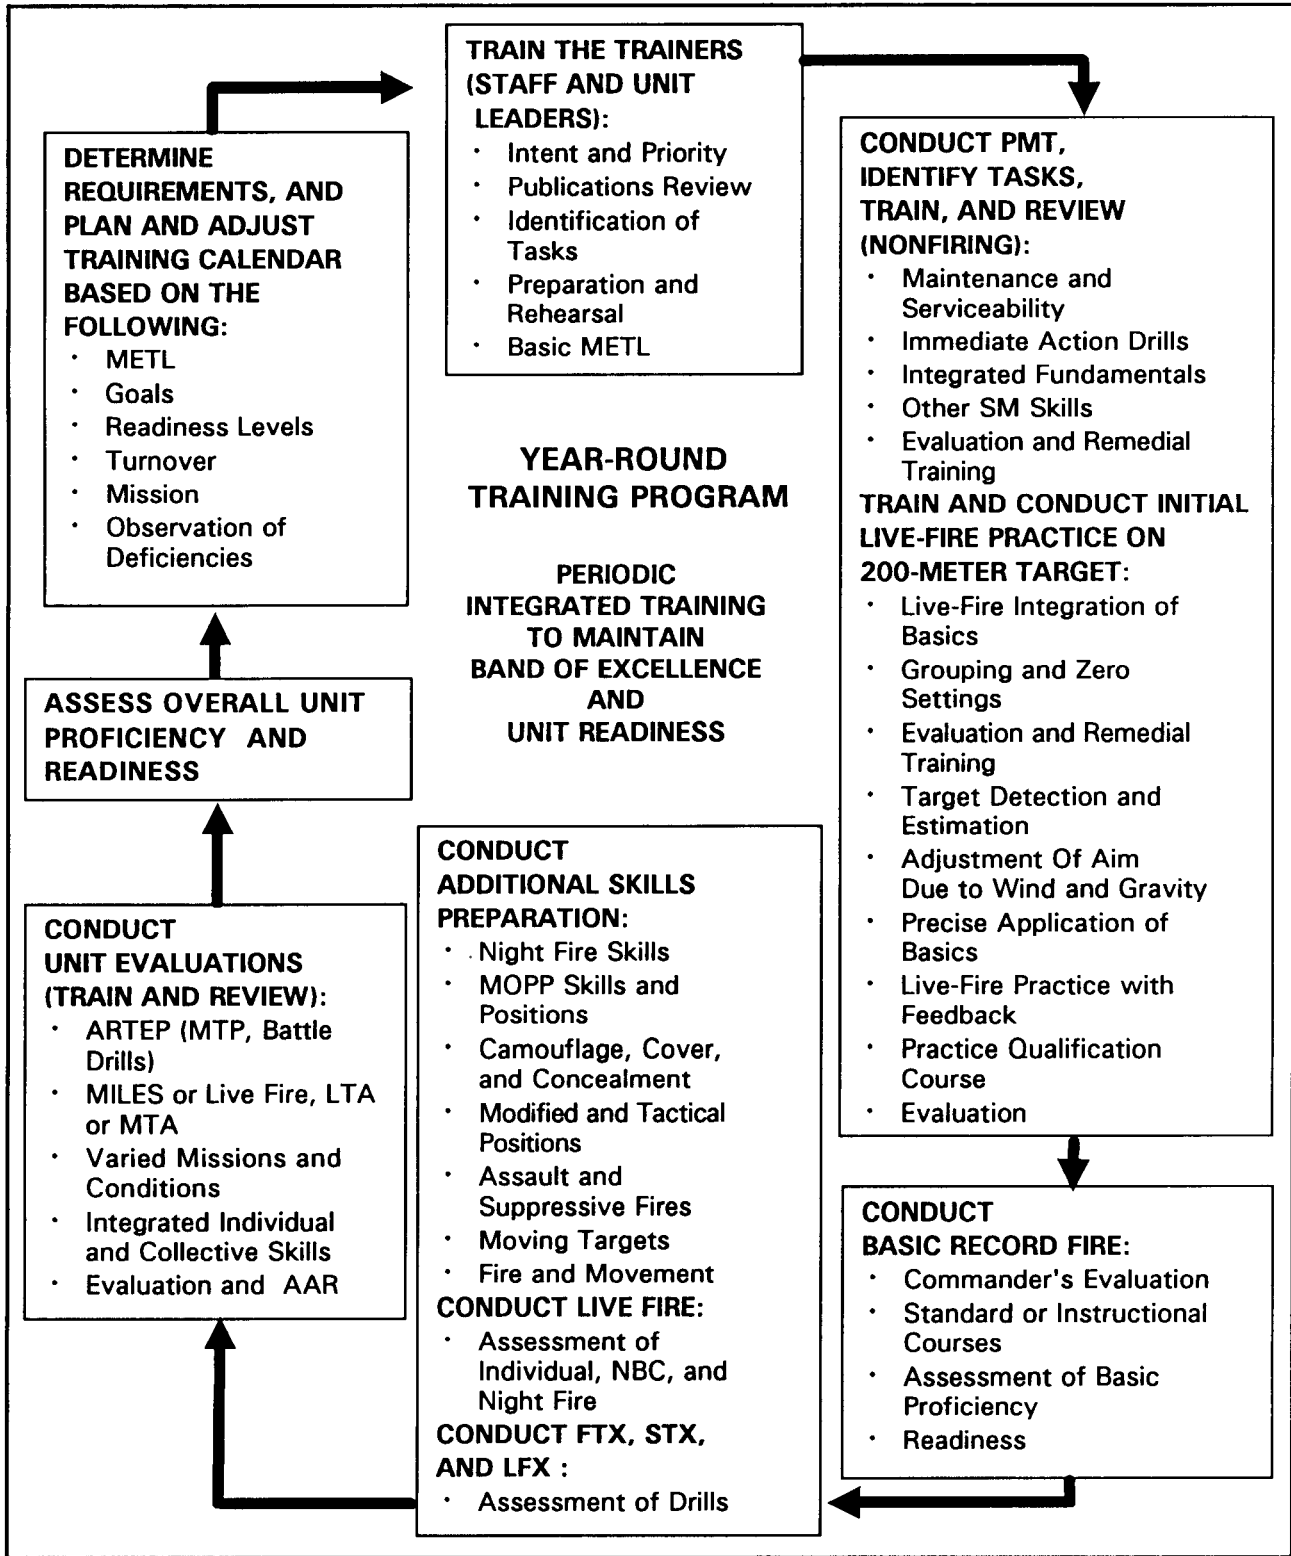 TRAIN THE TRAINERS
(STAFF AND UNIT
LEADERS):
· Intent and Priority
· Publications Review
· Identification of
Tasks
· Preparation and
Rehearsal
· Basic METL
DETERMINE
REQUIREMENTS, AND
PLAN AND ADJUST
TRAINING CALENDAR
BASED ON THE
FOLLOWING:
· METL
· Goals
· Readiness Levels
· Turnover
· Mission
· Observation of
Deficiencies
CONDUCT PMT,
IDENTIFY TASKS,
TRAIN, AND REVIEW
(NONFIRING):
· Maintenance and
Serviceability
· Immediate Action Drills
· Integrated Fundamentals
· Other SM Skills
· Evaluation and Remedial
Training
TRAIN AND CONDUCT INITIAL
LIVE-FIRE PRACTICE ON
200-METER TARGET:
· Live-Fire Integration of
Basics
· Grouping and Zero
Settings
· Evaluation and Remedial
Training
· Target Detection and
Estimation
· Adjustment Of Aim
Due to Wind and Gravity
· Precise Application of
Basics
· Live-Fire Practice with
Feedback
· Practice Qualification
Course
· Evaluation
YEAR-ROUND
TRAINING PROGRAM
PERIODIC
INTEGRATED TRAINING
TO MAINTAIN
BAND OF EXCELLENCE
AND
UNIT READINESS
ASSESS OVERALL UNIT
PROFICIENCY AND
READINESS
CONDUCT
UNIT EVALUATIONS
(TRAIN AND REVIEW):
· ARTEP (MTP, Battle
Drills)
· MILES or Live Fire, LTA
or MTA
· Varied Missions and
Conditions
· Integrated Individual
and Collective Skills
· Evaluation and AAR
CONDUCT
ADDITIONAL SKILLS
PREPARATION:
· Night Fire Skills
· MOPP Skills and
Positions
· Camouflage, Cover,
and Concealment
· Modified and Tactical
Positions
· Assault and
Suppressive Fires
· Moving Targets
· Fire and Movement
CONDUCT LIVE FIRE:
· Assessment of
Individual, NBC, and
Night Fire
CONDUCT FTX, STX,
AND LFX :
· Assessment of Drills
CONDUCT
BASIC RECORD FIRE:
· Commander's Evaluation
· Standard or Instructional
Courses
· Assessment of Basic
Proficiency
· Readiness